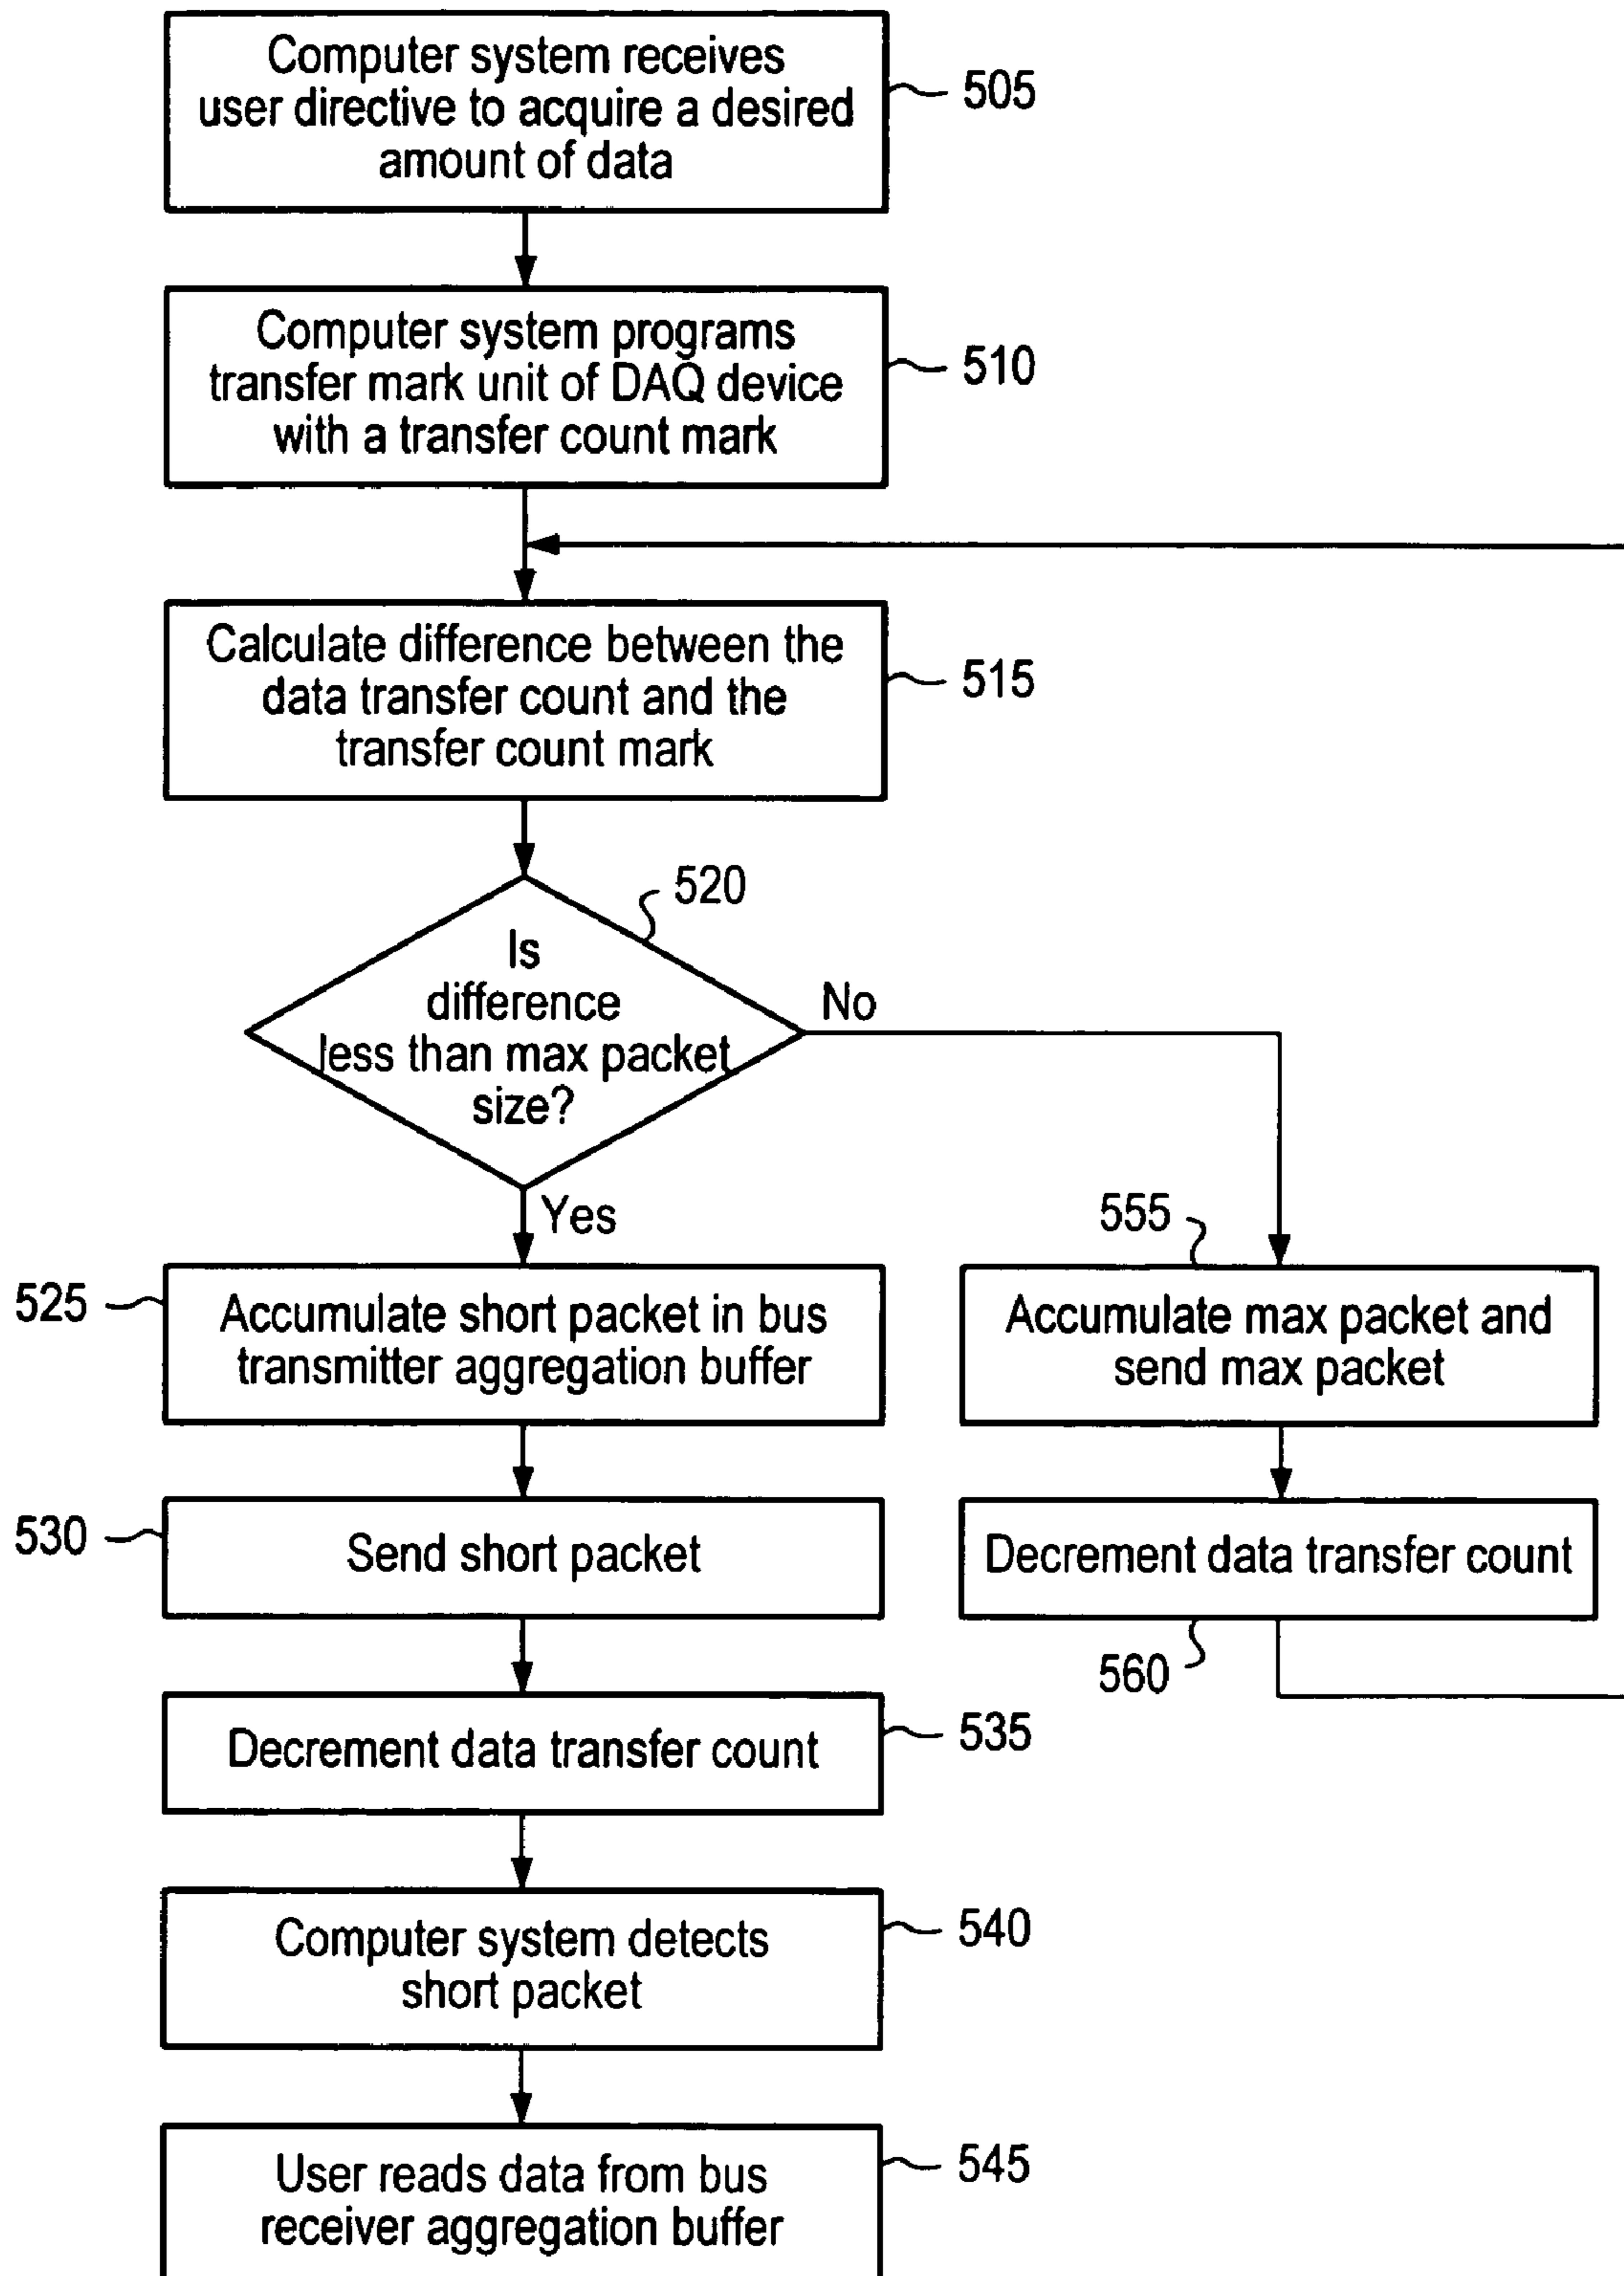 Computer system receives
user directive to acquire a desired
amount of data
505
Computer system programs
transfer mark unit of DAQ device
with a transfer count mark
510
Calculate difference between the
data transfer count and the
transfer count mark
515
520
Is
difference
less than max packet
size?
No
Yes
525
Accumulate short packet in bus
transmitter aggregation buffer
555
Accumulate max packet and
send max packet
530
Send short packet
Decrement data transfer count
560
Decrement data transfer count
535
Computer system detects
short packet
540
User reads data from bus
receiver aggregation buffer
545